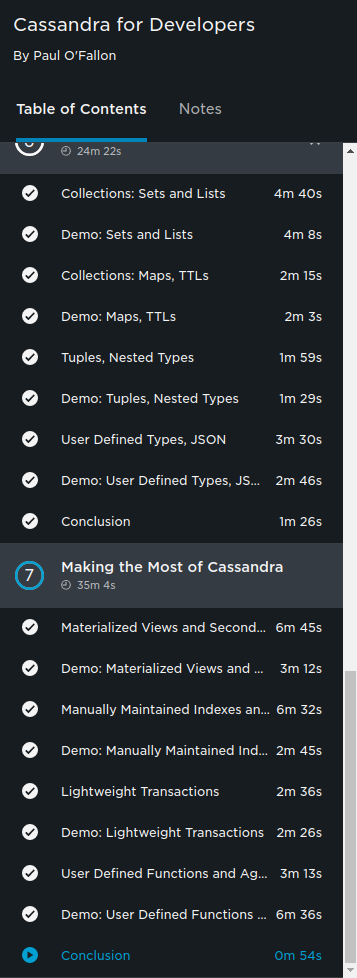 Cassandra for Developers
By Paul O'Fallon
Table of Contents Notes
24m 22s
Collections: Sets and Lists 4m 40s
Demo: Sets and Lists 4m 8s
Collections: Maps, TTLs 2m 15s
Demo: Maps, TTLs 2m 3s
Tuples, Nested Types 1m 59s
Demo: Tuples, Nested Types 1m 29s
User Defined Types, JSON 3m 30s
Demo: User Defined Types, JS... 2m 46s
Conclusion 1m 26s
7 Making the Most of Cassandra
35m 4s
Materialized Views and Second... 6m 45s
Demo: Materialized Views and ... 3m 12s
Manually Maintained Indexes an... 6m 32s
Demo: Manually Maintained Ind... 2m 45s
Lightweight Transactions 2m 36s
Demo: Lightweight Transactions 2m 26s
User Defined Functions and Ag... 3m 13s
Demo: User Defined Functions ... 6m 36s
Conclusion 0m 54s